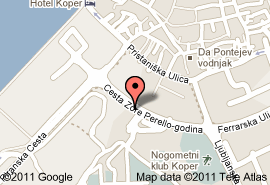 Hotel Koper
Pristaniška Ulica
Da Pontejev
vodnjak
Cesta Zore Perello-godina
Ferrarska Ulica
Ljubljanska
Nogometni
klub Koper
Cesta
©2011 Google
Map data ©2011 Tele Atlas